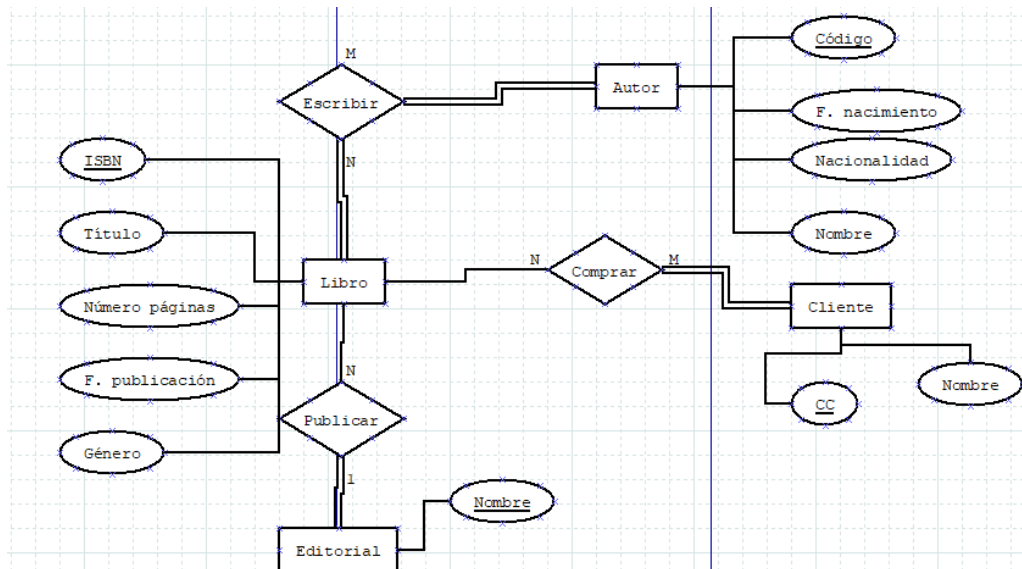 Código
M
Escribir
Autor
F. nacimiento
N
ISBN
Nacionalidad
Título
Nombre
N
M
Comprar
Libro
Número páginas
Cliente
N
F. publicación
Nombre
CC
Publicar
Género
1
Nombre
Editorial